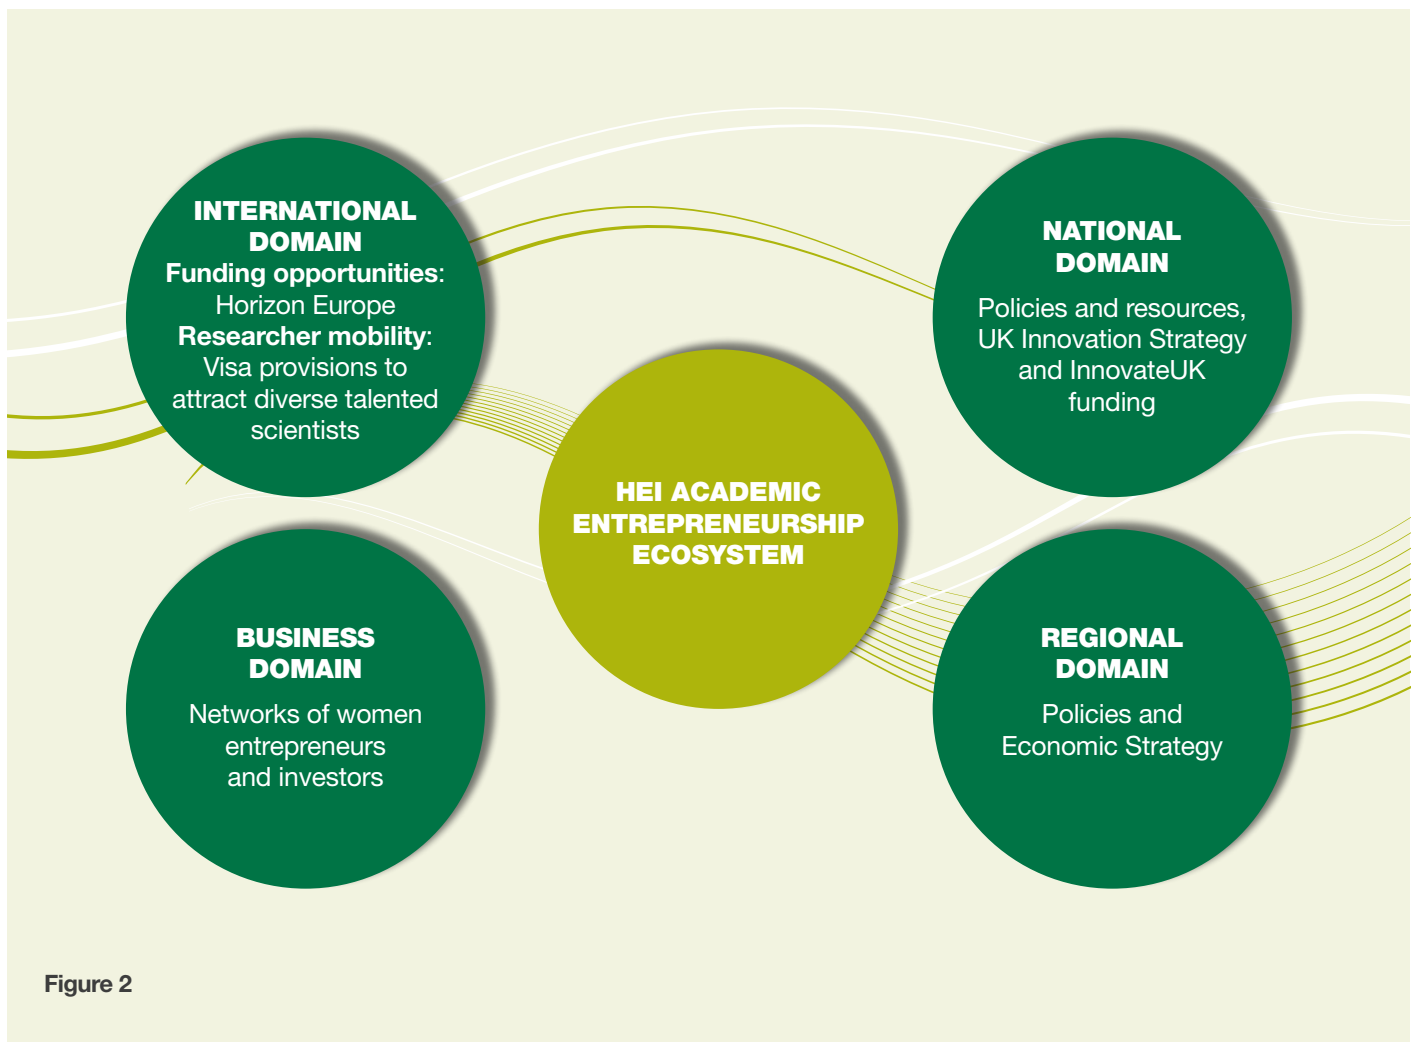 INTERNATIONAL
DOMAIN
Funding opportunities:
Horizon Europe
Researcher mobility:
Visa provisions to
attract diverse talented
scientists
NATIONAL
DOMAIN
Policies and resources,
UK Innovation Strategy
and InnovateUK
funding
HEI ACADEMIC
ENTREPRENEURSHIP
ECOSYSTEM
BUSINESS
DOMAIN
Networks of women
entrepreneurs
and investors
REGIONAL
DOMAIN
Policies and
Economic Strategy
Figure 2